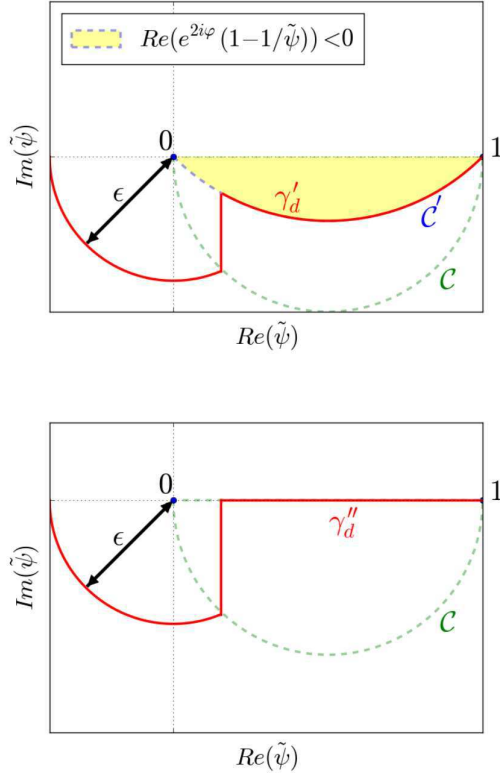 Re(e^{2iφ}(1−1/ψ̃))<0
Im(ψ̃)
0
1
ϵ
γ′_d
𝒞′
𝒞
Re(ψ̃)
Im(ψ̃)
0
1
ϵ
γ″_d
𝒞
Re(ψ̃)